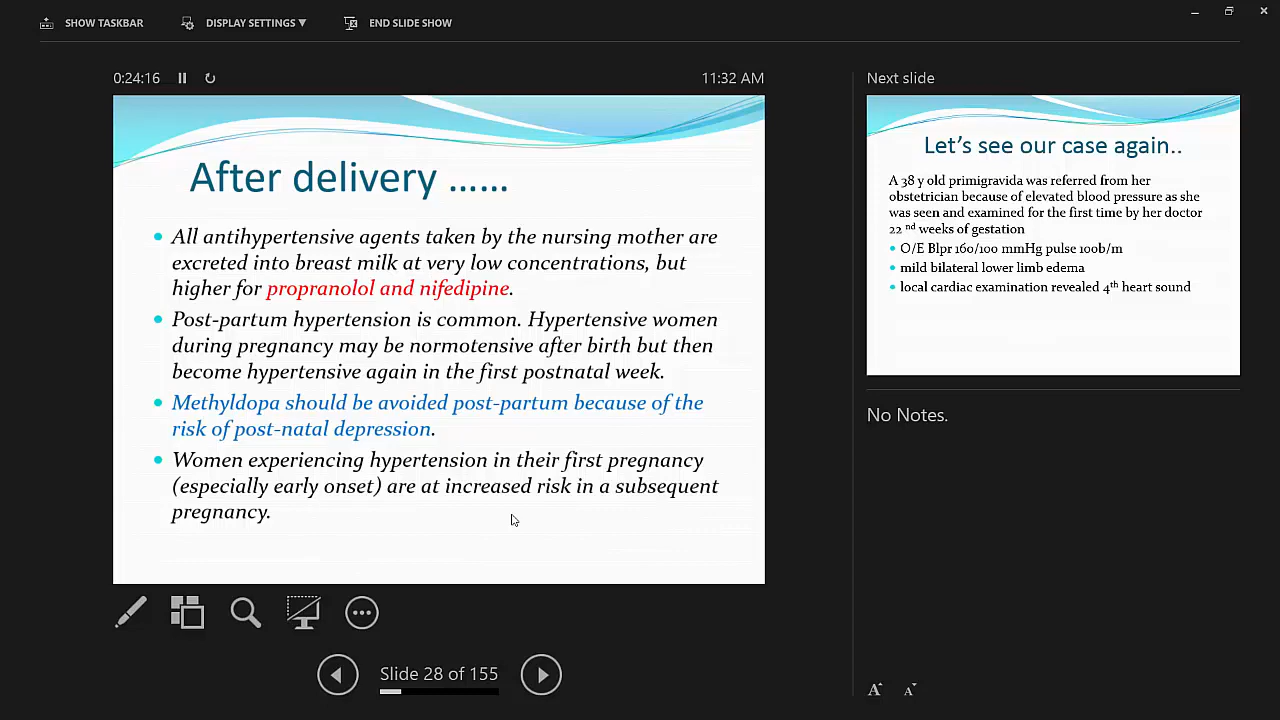 SHOW TASKBAR
DISPLAY SETTINGS ▼
END SLIDE SHOW
0:24:16
11:32 AM
After delivery ......
All antihypertensive agents taken by the nursing mother are
excreted into breast milk at very low concentrations, but
higher for propranolol and nifedipine.
Post-partum hypertension is common. Hypertensive women
during pregnancy may be normotensive after birth but then
become hypertensive again in the first postnatal week.
Methyldopa should be avoided post-partum because of the
risk of post-natal depression.
Women experiencing hypertension in their first pregnancy
(especially early onset) are at increased risk in a subsequent
pregnancy.
Slide 28 of 155
Next slide
Let's see our case again..
A 38 y old primigravida was referred from her
obstetrician because of elevated blood pressure as she
was seen and examined for the first time by her doctor
22 nd weeks of gestation
O/E Blpr 160/100 mmHg pulse 100b/m
mild bilateral lower limb edema
local cardiac examination revealed 4th heart sound
No Notes.
A A